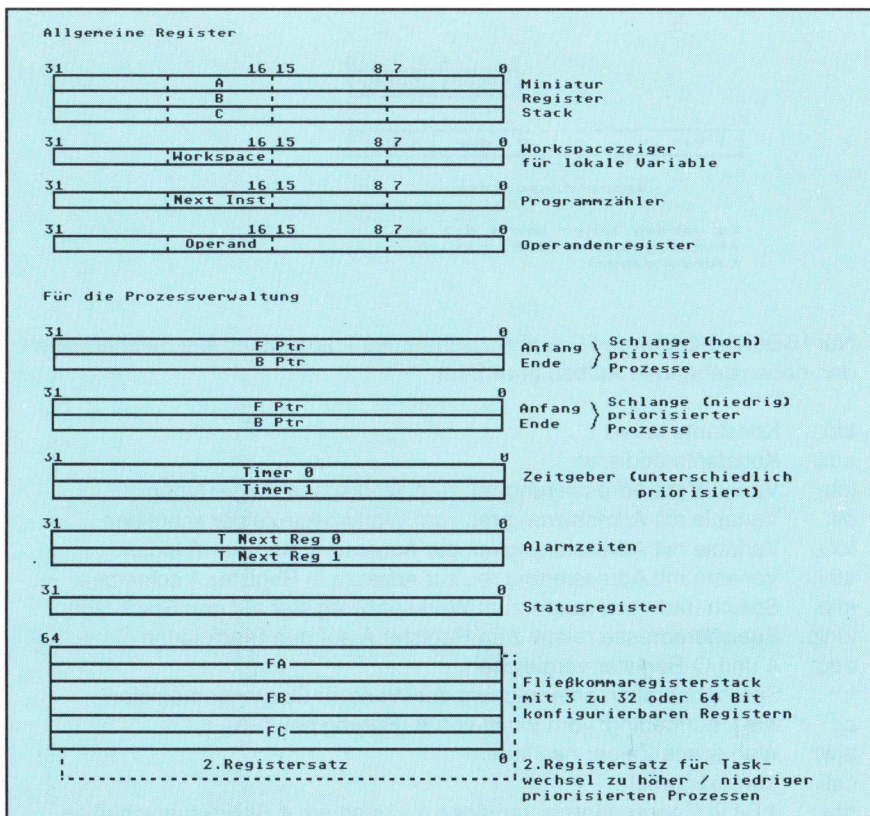 Allgemeine Register
31 16 15 8 7 0
A Miniatur
B Register
C Stack
31 16 15 8 7 0
Workspace Workspacezeiger
für lokale Variable
31 16 15 8 7 0
Next Inst Programmzähler
31 16 15 8 7 0
Operand Operandenregister
Für die Prozessverwaltung
31 0
F Ptr Anfang Schlange (hoch)
B Ptr Ende priorisierter
Prozesse
31 0
F Ptr Anfang Schlange (niedrig)
B Ptr Ende priorisierter
Prozesse
31 0
Timer 0 Zeitgeber (unterschiedlich
Timer 1 priorisiert)
31 0
T Next Reg 0 Alarmzeiten
T Next Reg 1
31 0
Statusregister
64
FA Fließkommaregisterstack
mit 3 zu 32 oder 64 Bit
FB konfigurierbaren Registern
FC
0
2.Registersatz 2.Registersatz für Task-
wechsel zu höher / niedriger
priorisierten Prozessen